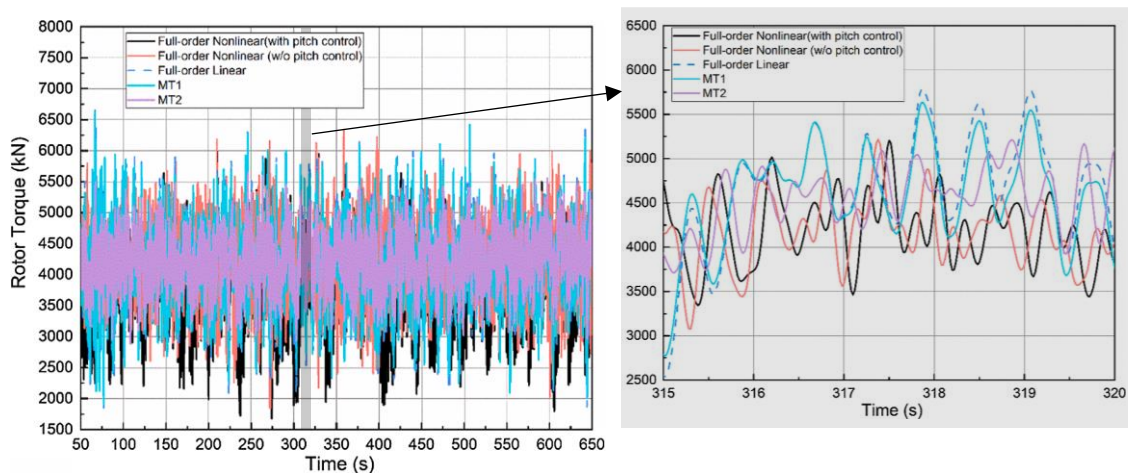 8000
7500
7000
6500
6000
5500
5000
4500
4000
3500
3000
2500
2000
1500
Rotor Torque (kN)
Full-order Nonlinear(with pitch control)
Full-order Nonlinear (w/o pitch control)
Full-order Linear
MT1
MT2
50 100 150 200 250 300 350 400 450 500 550 600 650
Time (s)
6500
6000
5500
5000
4500
4000
3500
3000
2500
Full-order Nonlinear(with pitch control)
Full-order Nonlinear (w/o pitch control)
Full-order Linear
MT1
MT2
315 316 317 318 319 320
Time (s)